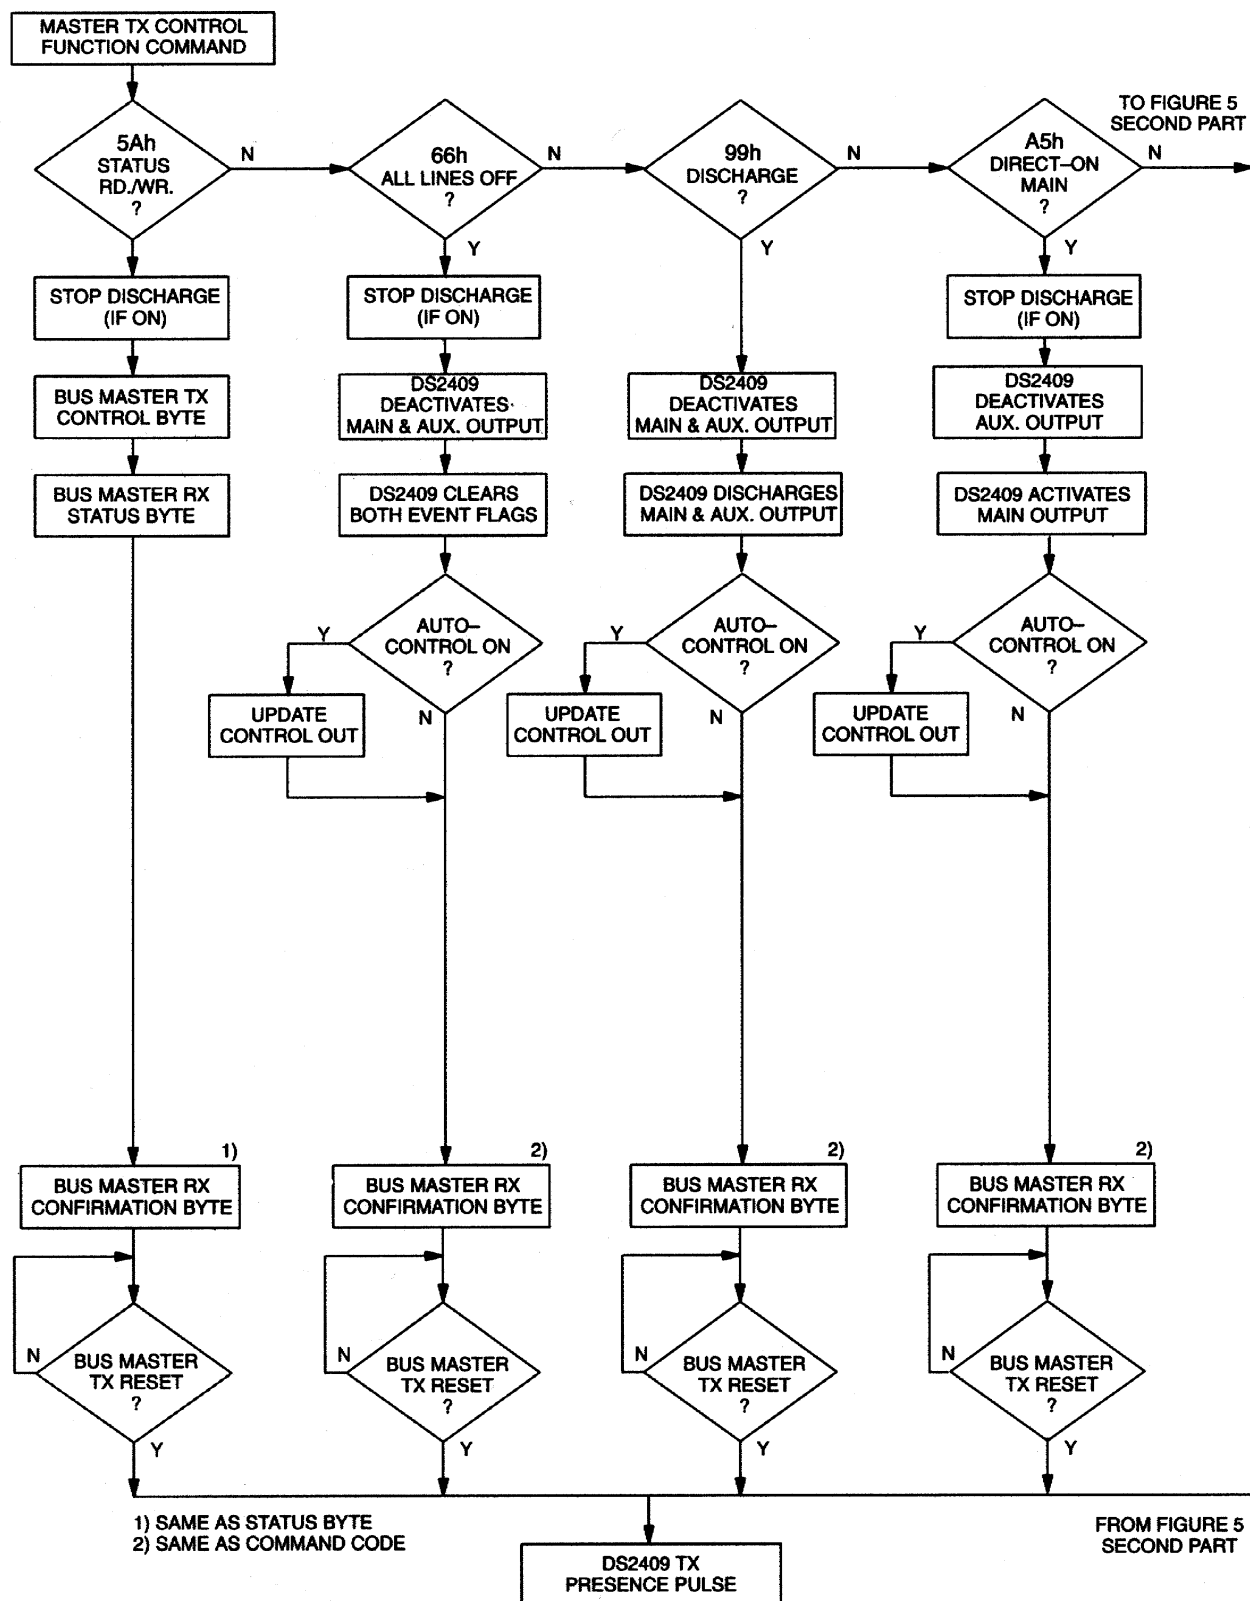 MASTER TX CONTROL
FUNCTION COMMAND
TO FIGURE 5
SECOND PART
5Ah
STATUS
RD./WR.
?
N
66h
ALL LINES OFF
?
N
Y
99h
DISCHARGE
?
N
Y
A5h
DIRECT–ON
MAIN
?
N
Y
STOP DISCHARGE
(IF ON)
STOP DISCHARGE
(IF ON)
STOP DISCHARGE
(IF ON)
BUS MASTER TX
CONTROL BYTE
DS2409
DEACTIVATES
MAIN & AUX. OUTPUT
DS2409
DEACTIVATES
MAIN & AUX. OUTPUT
DS2409
DEACTIVATES
AUX. OUTPUT
BUS MASTER RX
STATUS BYTE
DS2409 CLEARS
BOTH EVENT FLAGS
DS2409 DISCHARGES
MAIN & AUX. OUTPUT
DS2409 ACTIVATES
MAIN OUTPUT
Y
AUTO–
CONTROL ON
?
N
Y
AUTO–
CONTROL ON
?
N
Y
AUTO–
CONTROL ON
?
N
UPDATE
CONTROL OUT
UPDATE
CONTROL OUT
UPDATE
CONTROL OUT
1)
2)
2)
2)
BUS MASTER RX
CONFIRMATION BYTE
BUS MASTER RX
CONFIRMATION BYTE
BUS MASTER RX
CONFIRMATION BYTE
BUS MASTER RX
CONFIRMATION BYTE
N
BUS MASTER
TX RESET
?
Y
N
BUS MASTER
TX RESET
?
Y
N
BUS MASTER
TX RESET
?
Y
N
BUS MASTER
TX RESET
?
Y
1) SAME AS STATUS BYTE
2) SAME AS COMMAND CODE
FROM FIGURE 5
SECOND PART
DS2409 TX
PRESENCE PULSE